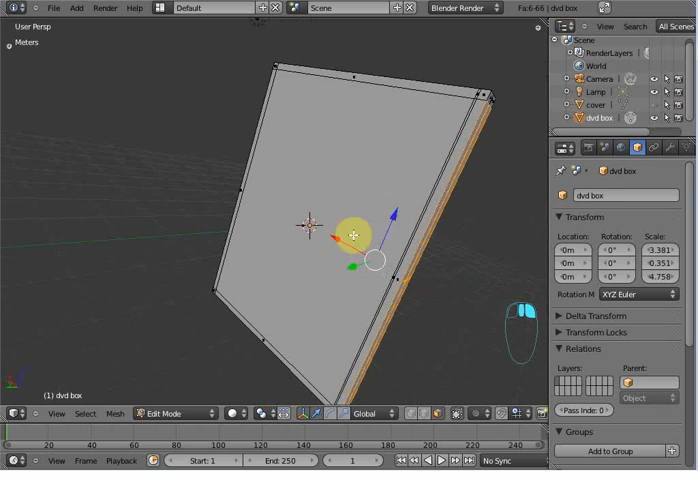 File Add Render Help Default Scene Blender Render Fa:6-66 | dvd box
User Persp
Meters
View Search All Scenes
Scene
RenderLayers
World
Camera
Lamp
cover
dvd box
dvd box
dvd box
Transform
Location: Rotation: Scale:
0m 0° 3.381
0m 0° 0.351
0m 0° 4.758
Rotation M XYZ Euler
Delta Transform
Transform Locks
Relations
Layers: Parent:
Object
Pass Inde: 0
Groups
Add to Group
(1) dvd box
View Select Mesh Edit Mode Global
20 40 60 80 100 120 140 160 180 200 220 240
View Frame Playback Start: 1 End: 250 1 No Sync